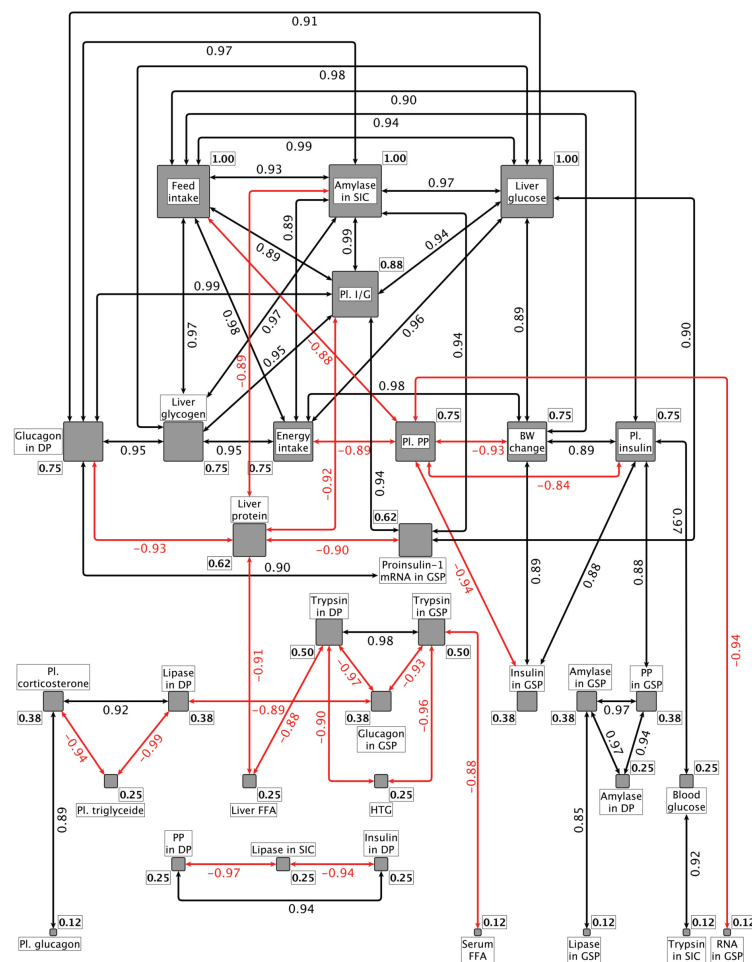 0.91
0.97
0.98
0.90
0.94
0.99
1.00
1.00
1.00
0.93
0.97
Feed
intake
Amylase
in SIC
Liver
glucose
0.89
0.89
0.99
0.94
0.88
Pl. I/G
0.99
0.97
0.98
0.97
0.96
0.89
0.94
0.90
−0.89
−0.88
0.95
Liver
glycogen
0.98
0.75
0.75
0.75
Glucagon
in DP
0.95
0.95
Energy
intake
−0.89
Pl. PP
−0.93
BW
change
0.89
Pl.
insulin
0.75
0.75
0.75
−0.92
0.94
−0.84
Liver
protein
0.62
−0.93
−0.90
0.97
0.62
0.90
Proinsulin-1
mRNA in GSP
−0.94
0.89
0.88
0.88
Trypsin
in DP
Trypsin
in GSP
0.98
0.50
0.50
−0.91
−0.97
−0.93
−0.94
Pl.
corticosterone
Lipase
in DP
Insulin
in GSP
Amylase
in GSP
PP
in GSP
0.92
−0.89
0.97
0.38
0.38
0.38
0.38
0.38
0.38
Glucagon
in GSP
−0.94
−0.99
−0.88
−0.90
−0.96
0.97
0.94
−0.88
0.25
0.25
0.25
0.25
0.25
Pl. triglyceide
Liver FFA
HTG
Amylase
in DP
Blood
glucose
0.89
0.85
0.92
PP
in DP
Lipase in SIC
Insulin
in DP
−0.97
−0.94
0.25
0.25
0.25
0.94
0.12
0.12
0.12
0.12
0.12
Pl. glucagon
Serum
FFA
Lipase
in GSP
Trypsin
in SIC
RNA
in GSP